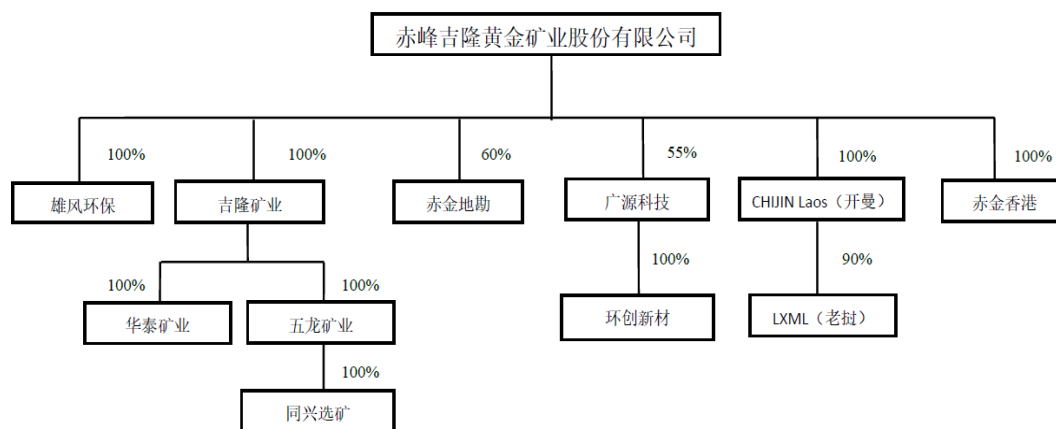 赤峰吉隆黄金矿业股份有限公司
100%
100%
60%
55%
100%
100%
雄风环保
吉隆矿业
赤金地勘
广源科技
CHIJIN Laos（开曼）
赤金香港
100%
100%
100%
90%
华泰矿业
五龙矿业
环创新材
LXML（老挝）
100%
同兴选矿